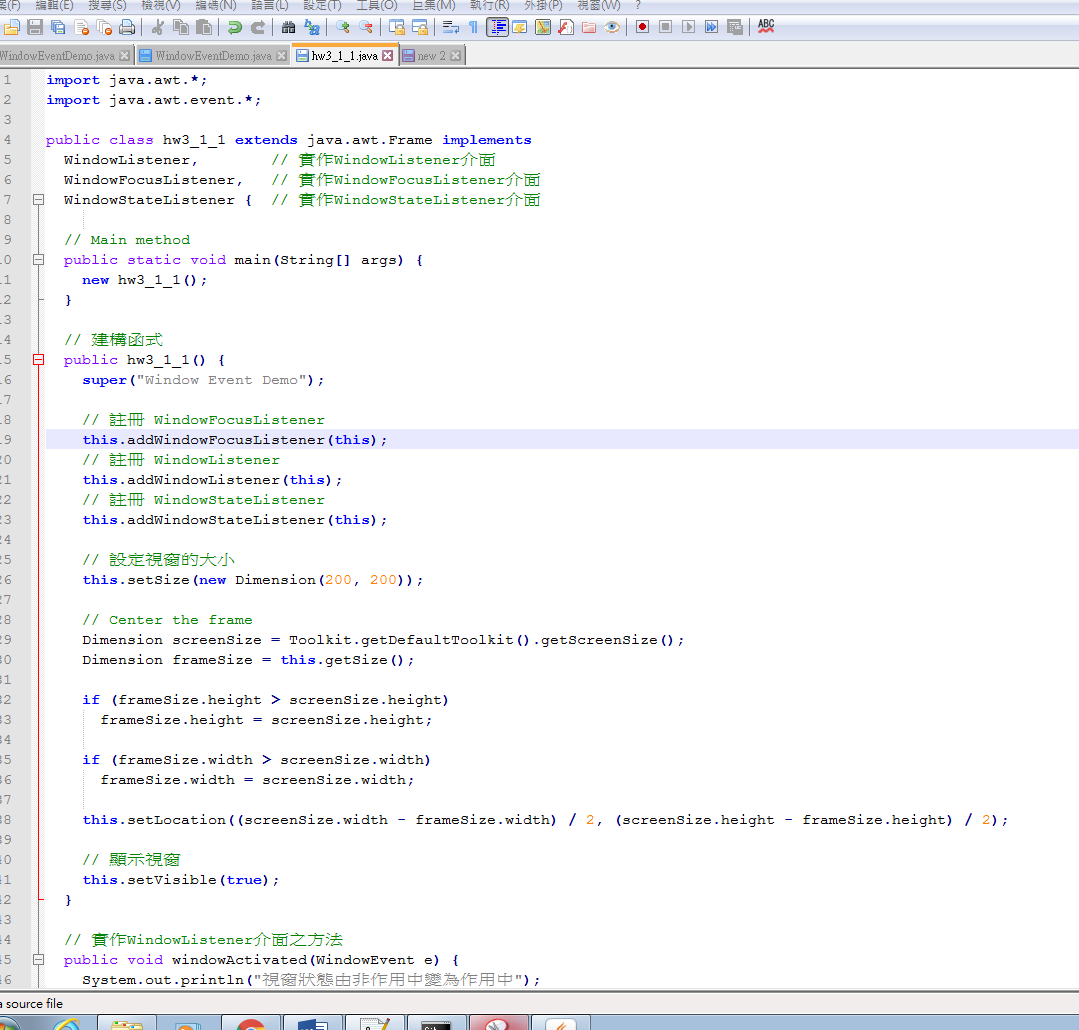 案(F) 編輯(E) 搜尋(S) 檢視(V) 編碼(N) 語言(L) 設定(T) 工具(O) 巨集(M) 執行(R) 外掛(P) 視窗(W) ?
ABC
WindowEventDemo.java WindowEventDemo.java hw3_1_1.java new 2
1 import java.awt.*;
2 import java.awt.event.*;
3
4 public class hw3_1_1 extends java.awt.Frame implements
5 WindowListener, // 實作WindowListener介面
6 WindowFocusListener, // 實作WindowFocusListener介面
7 WindowStateListener { // 實作WindowStateListener介面
8
9 // Main method
10 public static void main(String[] args) {
11 new hw3_1_1();
12 }
13
14 // 建構函式
15 public hw3_1_1() {
16 super("Window Event Demo");
17
18 // 註冊 WindowFocusListener
19 this.addWindowFocusListener(this);
20 // 註冊 WindowListener
21 this.addWindowListener(this);
22 // 註冊 WindowStateListener
23 this.addWindowStateListener(this);
24
25 // 設定視窗的大小
26 this.setSize(new Dimension(200, 200));
27
28 // Center the frame
29 Dimension screenSize = Toolkit.getDefaultToolkit().getScreenSize();
30 Dimension frameSize = this.getSize();
31
32 if (frameSize.height > screenSize.height)
33 frameSize.height = screenSize.height;
34
35 if (frameSize.width > screenSize.width)
36 frameSize.width = screenSize.width;
37
38 this.setLocation((screenSize.width - frameSize.width) / 2, (screenSize.height - frameSize.height) / 2);
39
40 // 顯示視窗
41 this.setVisible(true);
42 }
43
44 // 實作WindowListener介面之方法
45 public void windowActivated(WindowEvent e) {
46 System.out.println("視窗狀態由非作用中變為作用中");
a source file